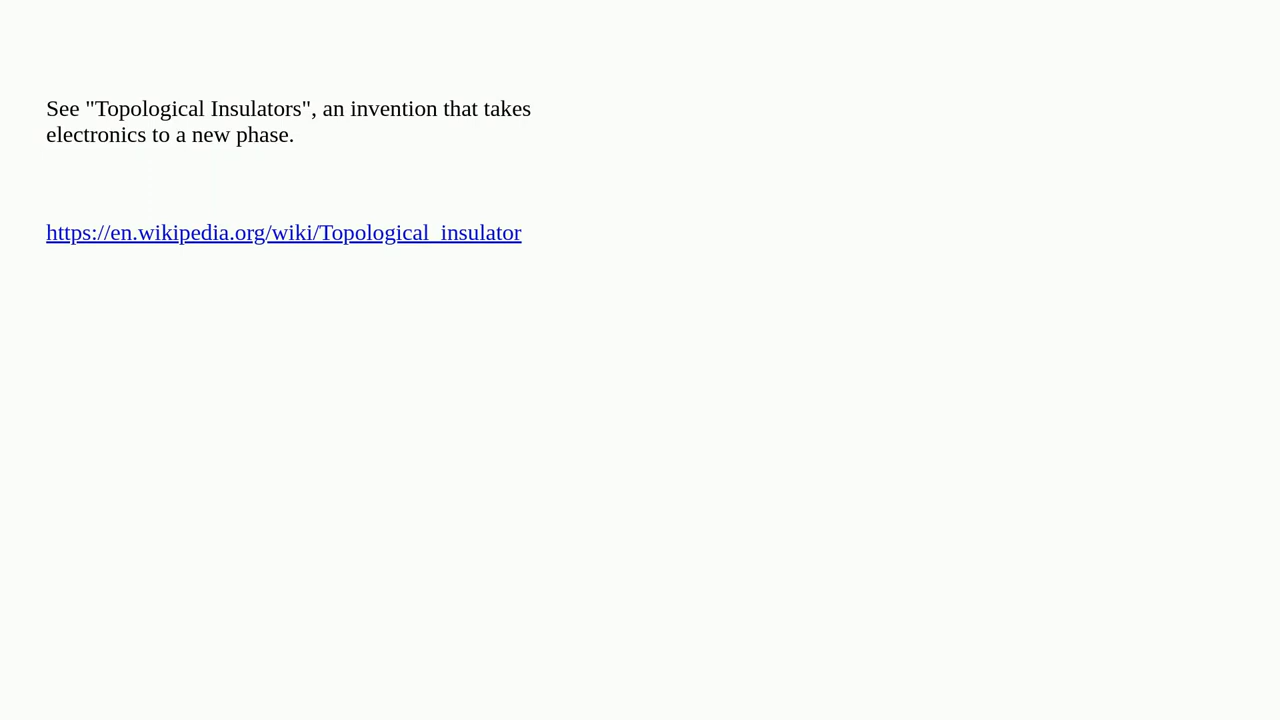 See "Topological Insulators", an invention that takes
electronics to a new phase.
https://en.wikipedia.org/wiki/Topological_insulator